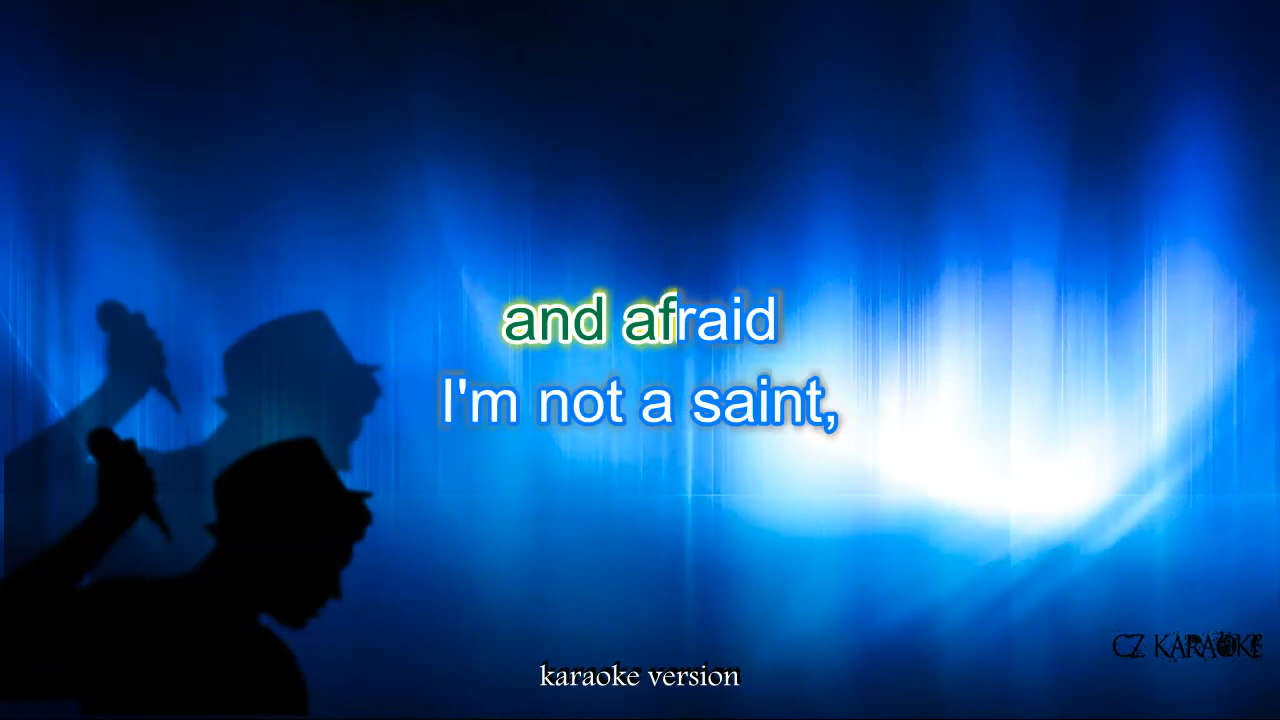 and afraid
I'm not a saint,
CZ KARAOKE
karaoke version